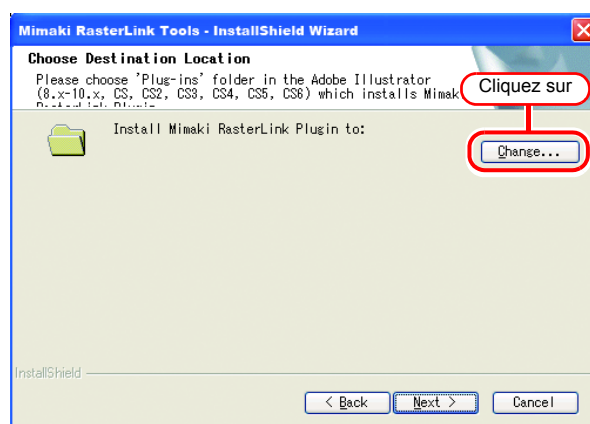 Mimaki RasterLink Tools - InstallShield Wizard
Choose Destination Location
Please choose 'Plug-ins' folder in the Adobe Illustrator
(8.x-10.x, CS, CS2, CS3, CS4, CS5, CS6) which installs Mimak
Cliquez sur
Install Mimaki RasterLink Plugin to:
Change...
InstallShield
< Back
Next >
Cancel